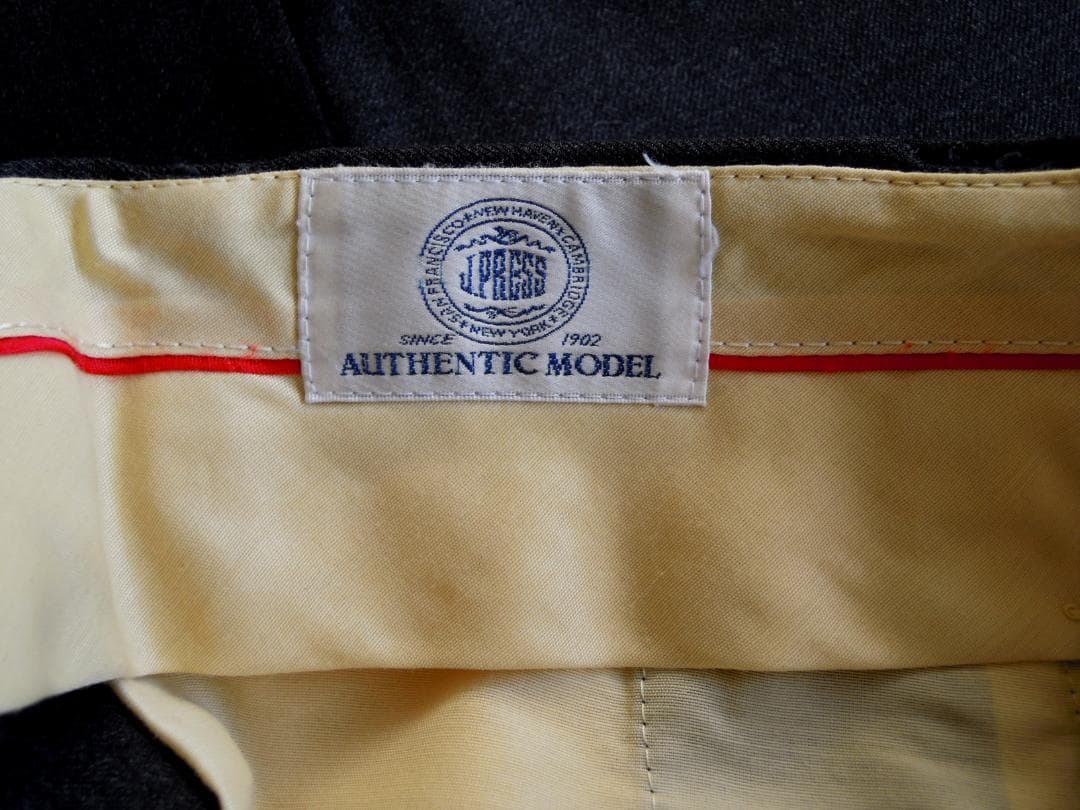 SAN FRANCISCO★NEW HAVEN★CAMBRIDGE★NEW YORK★
J.PRESS
SINCE 1902
AUTHENTIC MODEL